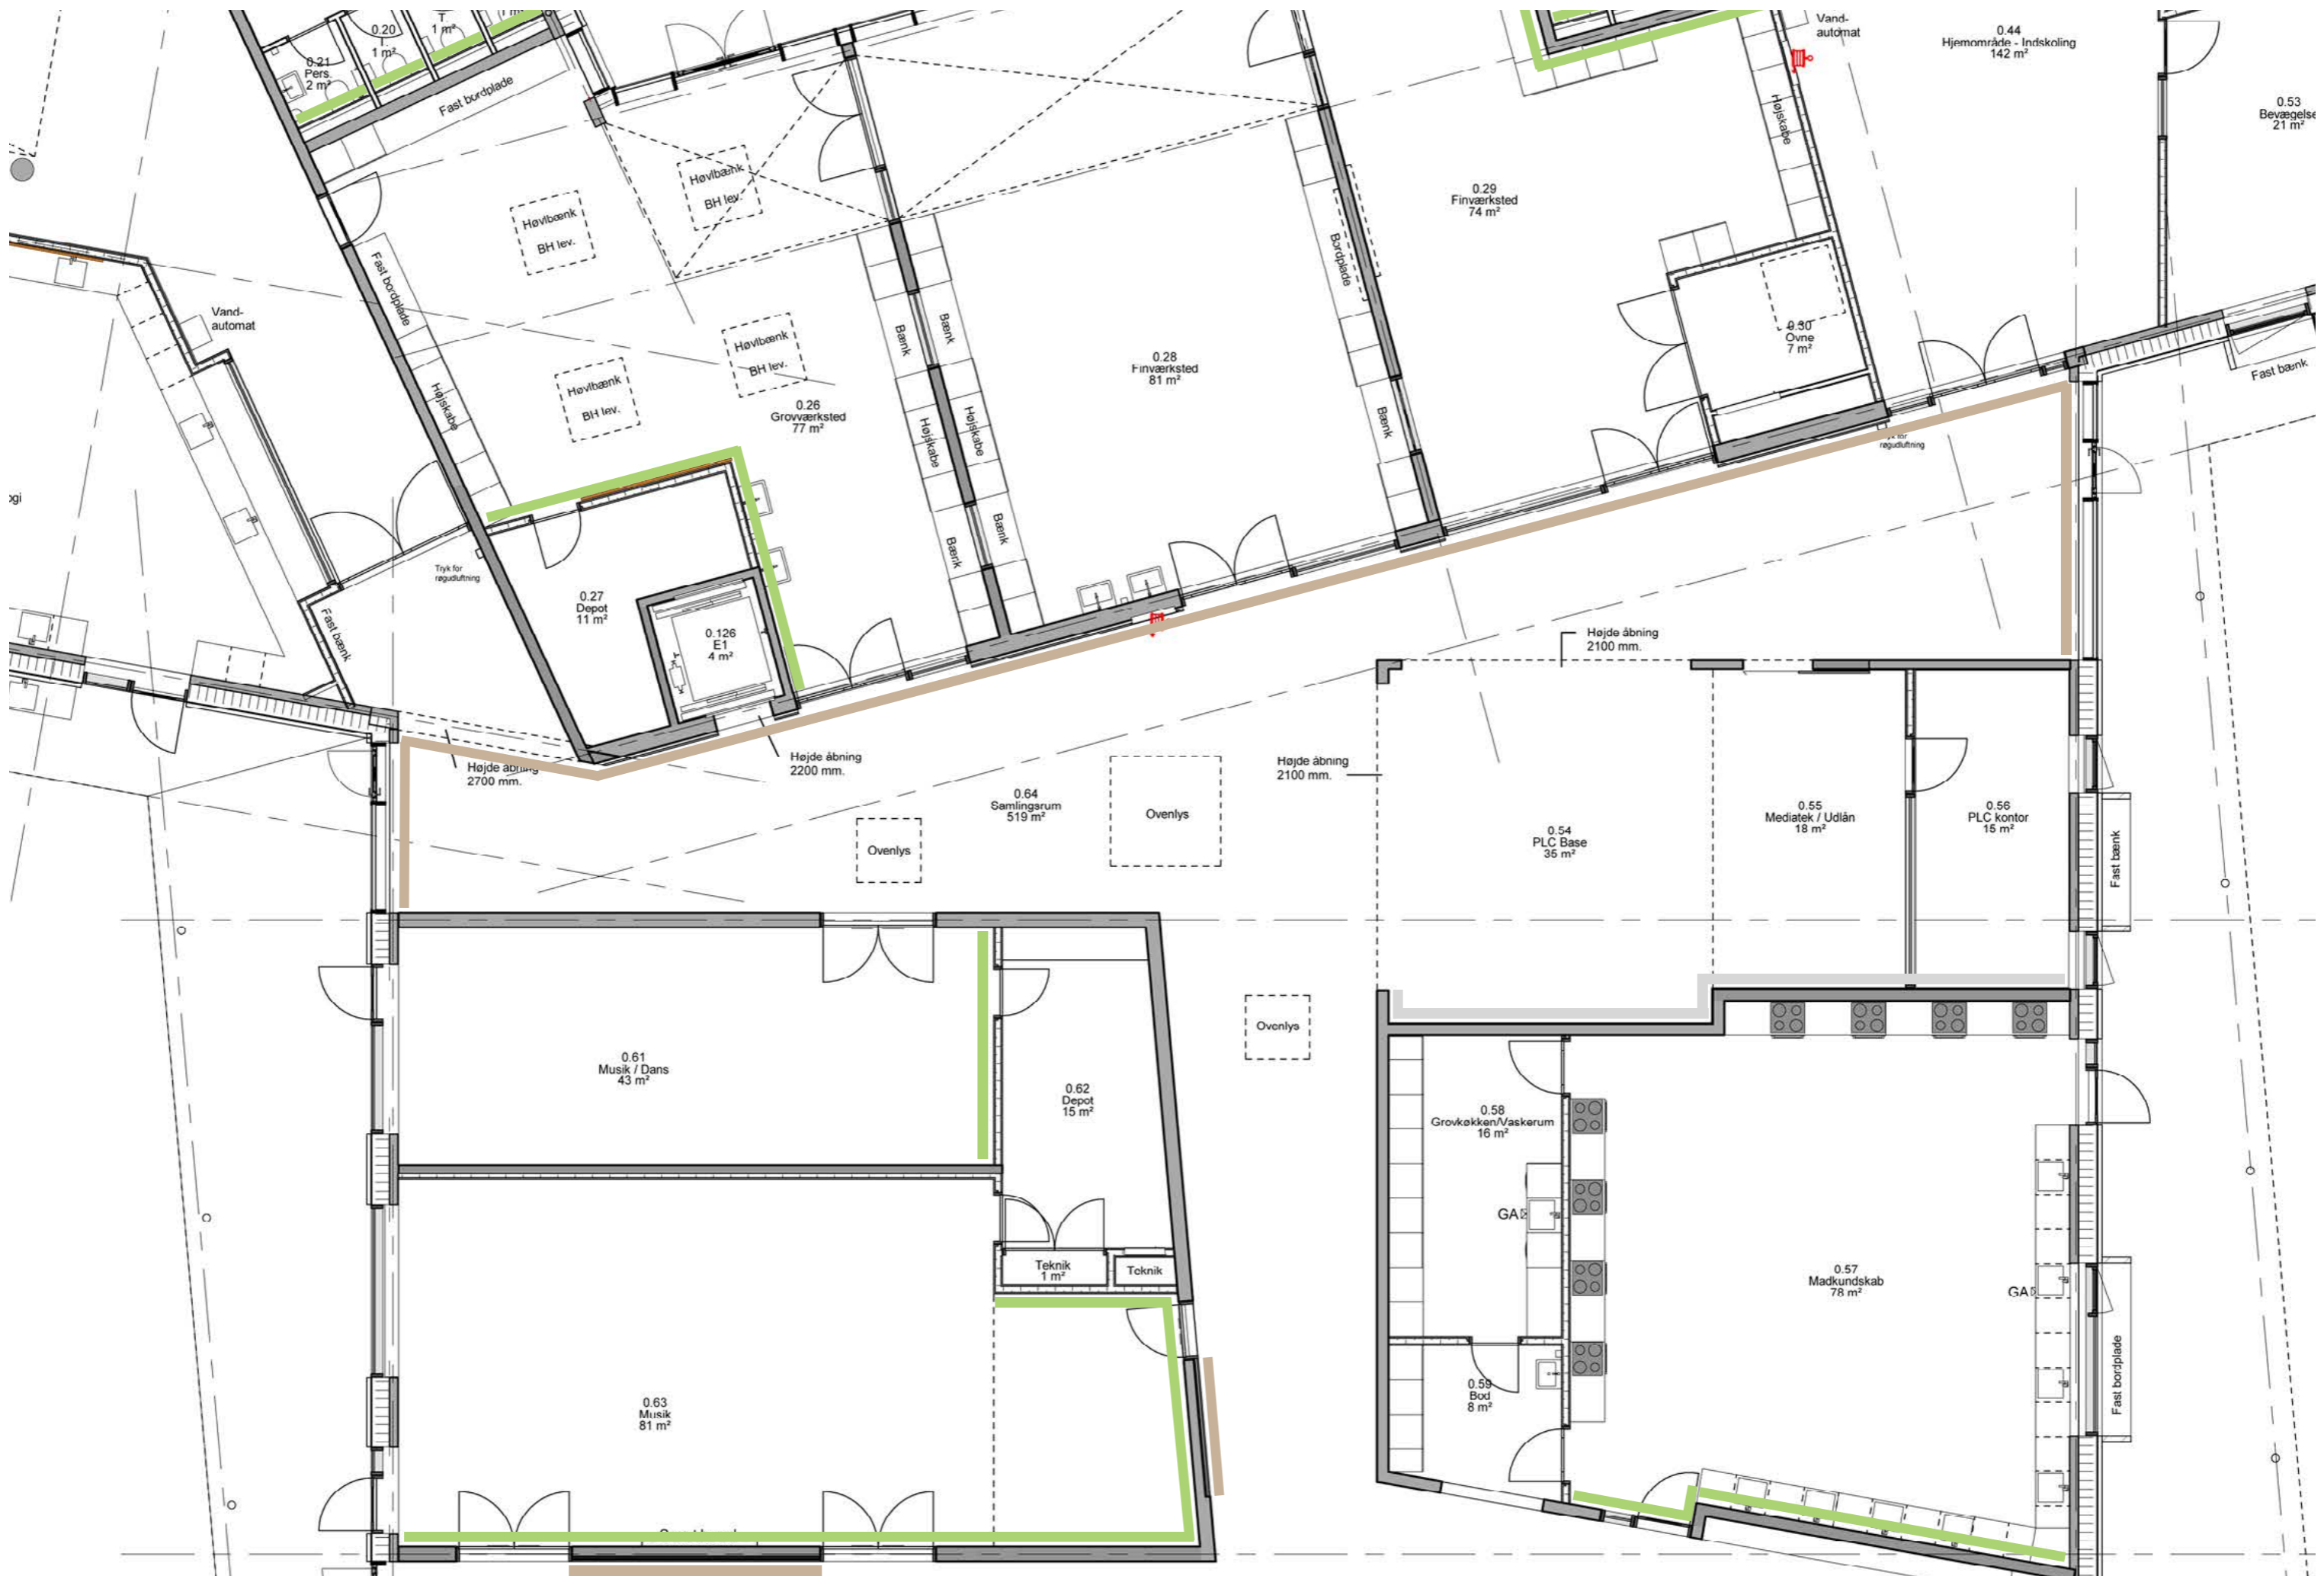 0.20
T.
1 m²
T.
1 m²
0.21
Pers.
2 m²
Fast bordplade
Vand-
automat
0.44
Hjemområde - Indskoling
142 m²
0.53
Bevægelse
21 m²
Højskabe
Høvlbænk
BH lev.
Høvlbænk
BH lev.
0.29
Finværksted
74 m²
Fast bordplade
Bordplade
Vand-
automat
Bænk
Bænk
Høvlbænk
BH lev.
Høvlbænk
BH lev.
0.28
Finværksted
81 m²
0.30
Ovne
7 m²
Fast bænk
Højskabe
0.26
Grovværksted
77 m²
Højskabe
Højskabe
Bænk
røgudluftning
ogi
Bænk
Bænk
Tryk for
røgudluftning
0.27
Depot
11 m²
0.126
E1
4 m²
Fast bænk
Højde åbning
2100 mm.
Højde åbning
2700 mm.
Højde åbning
2200 mm.
Højde åbning
2100 mm.
0.64
Samlingsrum
519 m²
Ovenlys
Ovenlys
0.54
PLC Base
35 m²
0.55
Mediatek / Udlån
18 m²
0.56
PLC kontor
15 m²
Fast bænk
Ovenlys
0.61
Musik / Dans
43 m²
0.62
Depot
15 m²
0.58
Grovkøkken/Vaskerum
16 m²
GA
Teknik
1 m²
Teknik
0.57
Madkundskab
78 m²
GA
0.63
Musik
81 m²
0.59
Bod
8 m²
Fast bordplade